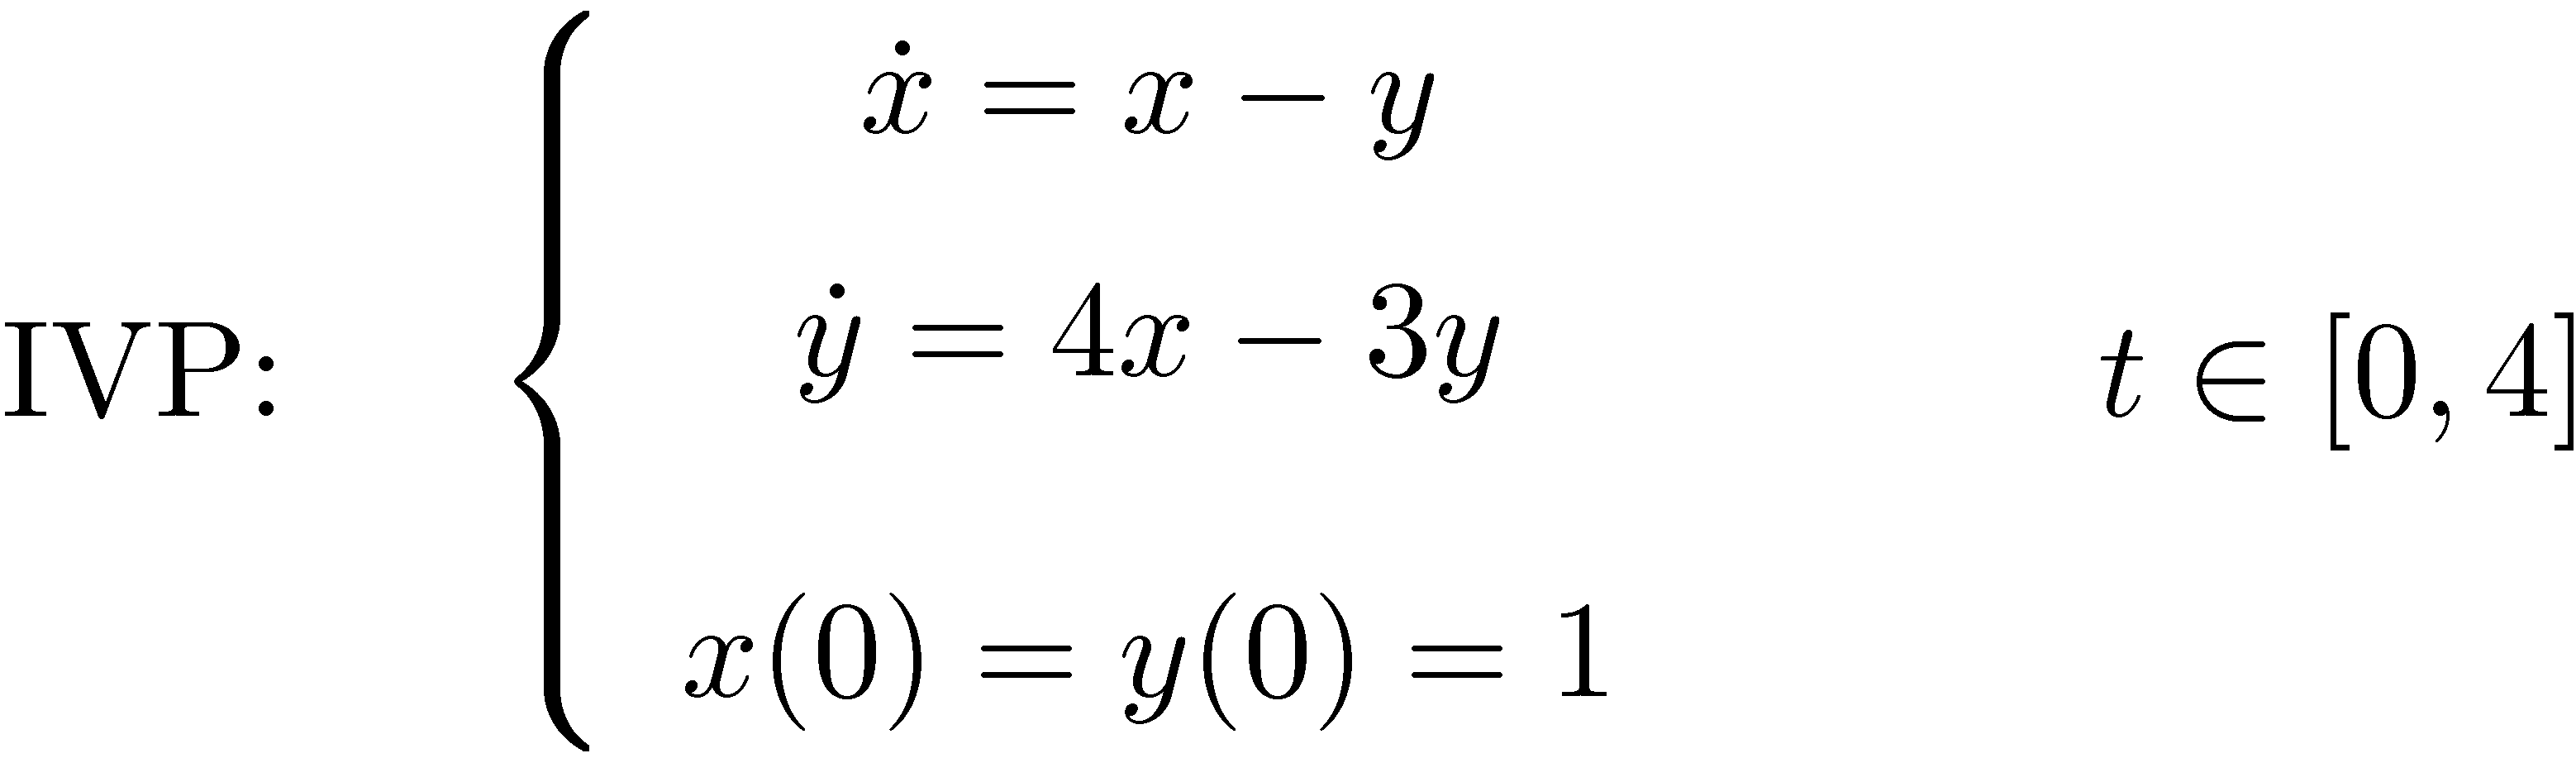 ẋ = x − y
ẏ = 4x − 3y
IVP: t ∈ [0, 4]
x(0) = y(0) = 1